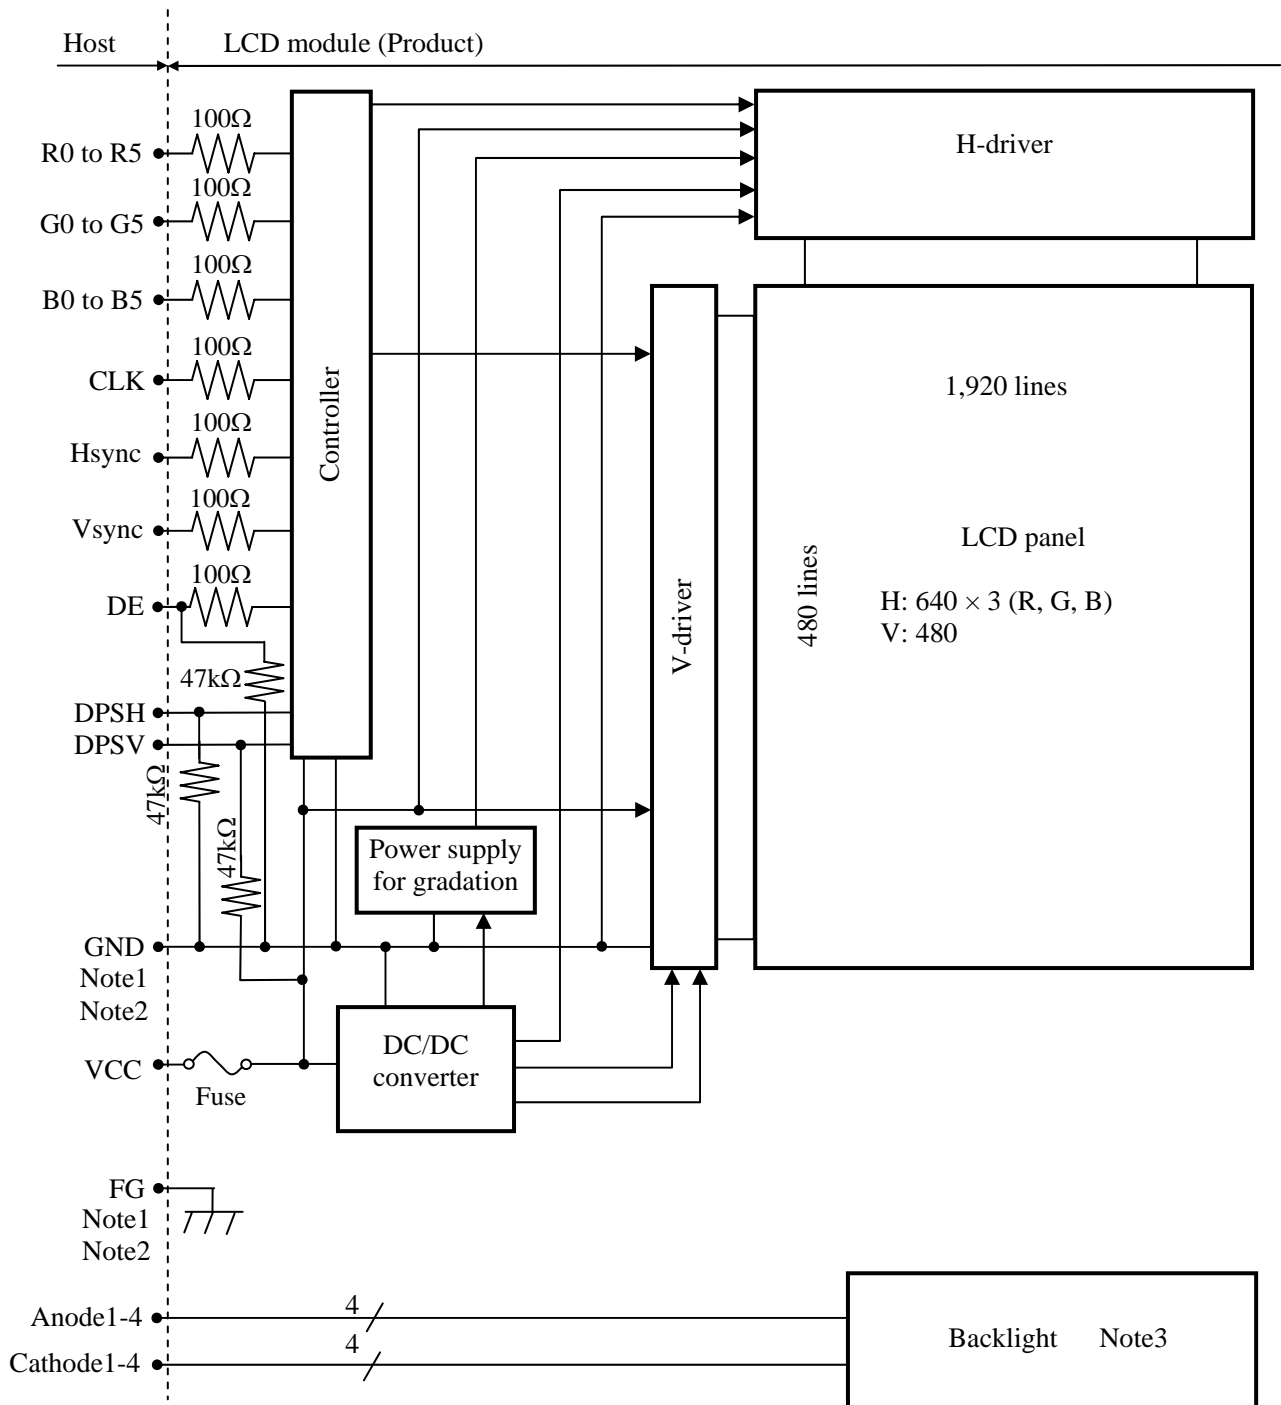 Host
LCD module (Product)
100Ω
R0 to R5
100Ω
G0 to G5
100Ω
B0 to B5
100Ω
CLK
100Ω
Hsync
100Ω
Vsync
100Ω
DE
47kΩ
DPSH
DPSV
47kΩ
47kΩ
Controller
H-driver
V-driver
1,920 lines
480 lines
LCD panel
H: 640 × 3 (R, G, B)
V: 480
Power supply
for gradation
GND
Note1
Note2
VCC
Fuse
DC/DC
converter
FG
Note1
Note2
Anode1-4
4
Cathode1-4
4
Backlight Note3